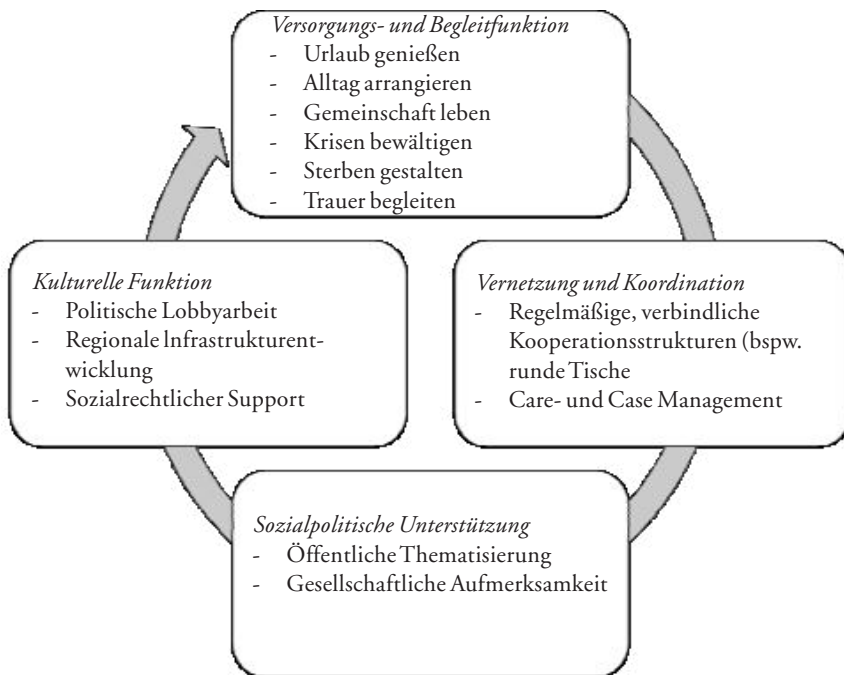 Versorgungs- und Begleitfunktion
- Urlaub genießen
- Alltag arrangieren
- Gemeinschaft leben
- Krisen bewältigen
- Sterben gestalten
- Trauer begleiten
Kulturelle Funktion
- Politische Lobbyarbeit
- Regionale Infrastrukturent-
wicklung
- Sozialrechtlicher Support
Vernetzung und Koordination
- Regelmäßige, verbindliche
Kooperationsstrukturen (bspw.
runde Tische
- Care- und Case Management
Sozialpolitische Unterstützung
- Öffentliche Thematisierung
- Gesellschaftliche Aufmerksamkeit